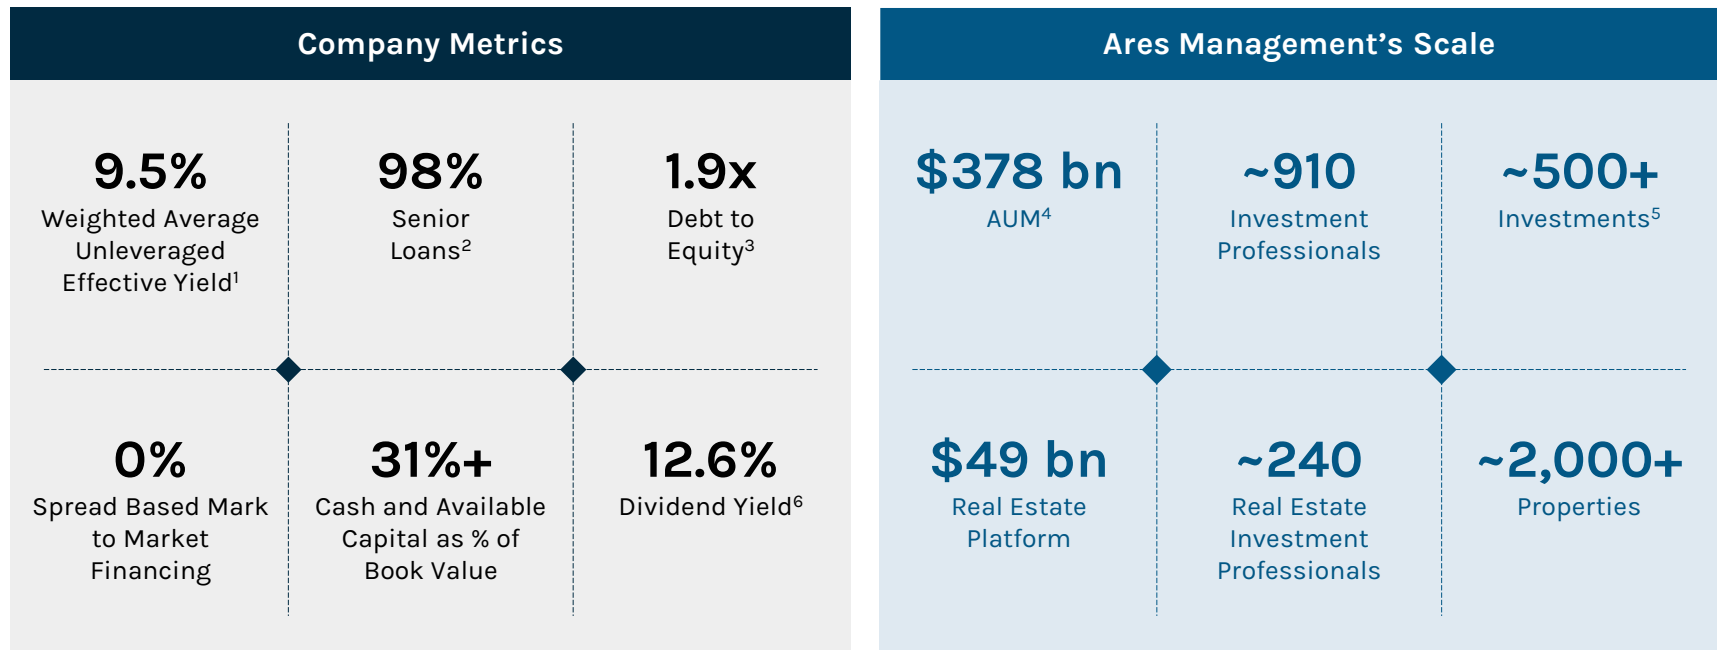 Company Metrics
9.5%
Weighted Average
Unleveraged
Effective Yield¹
98%
Senior
Loans²
1.9x
Debt to
Equity³
0%
Spread Based Mark
to Market
Financing
31%+
Cash and Available
Capital as % of
Book Value
12.6%
Dividend Yield⁶
Ares Management’s Scale
$378 bn
AUM⁴
~910
Investment
Professionals
~500+
Investments⁵
$49 bn
Real Estate
Platform
~240
Real Estate
Investment
Professionals
~2,000+
Properties